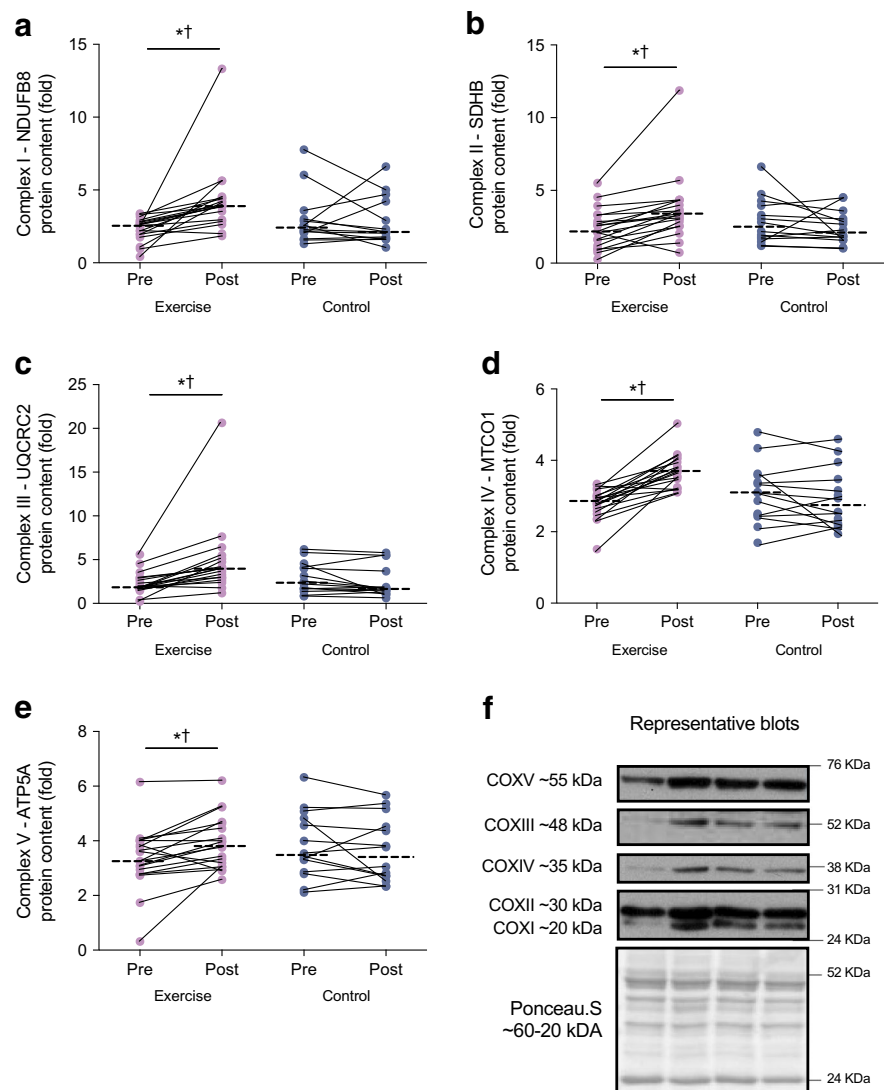 a
Complex I - NDUFB8
protein content (fold)
15
10
5
0
*†
Pre Post Pre Post
Exercise Control
b
Complex II - SDHB
protein content (fold)
15
10
5
0
*†
Pre Post Pre Post
Exercise Control
c
Complex III - UQCRC2
protein content (fold)
25
20
15
10
5
0
*†
Pre Post Pre Post
Exercise Control
d
Complex IV - MTCO1
protein content (fold)
6
4
2
0
*†
Pre Post Pre Post
Exercise Control
e
Complex V - ATP5A
protein content (fold)
8
6
4
2
0
*†
Pre Post Pre Post
Exercise Control
f
Representative blots
COXV ~55 kDa
76 KDa
COXIII ~48 kDa
52 KDa
COXIV ~35 kDa
38 KDa
31 KDa
COXII ~30 kDa
COXI ~20 kDa
24 KDa
52 KDa
Ponceau.S
~60-20 kDA
24 KDa